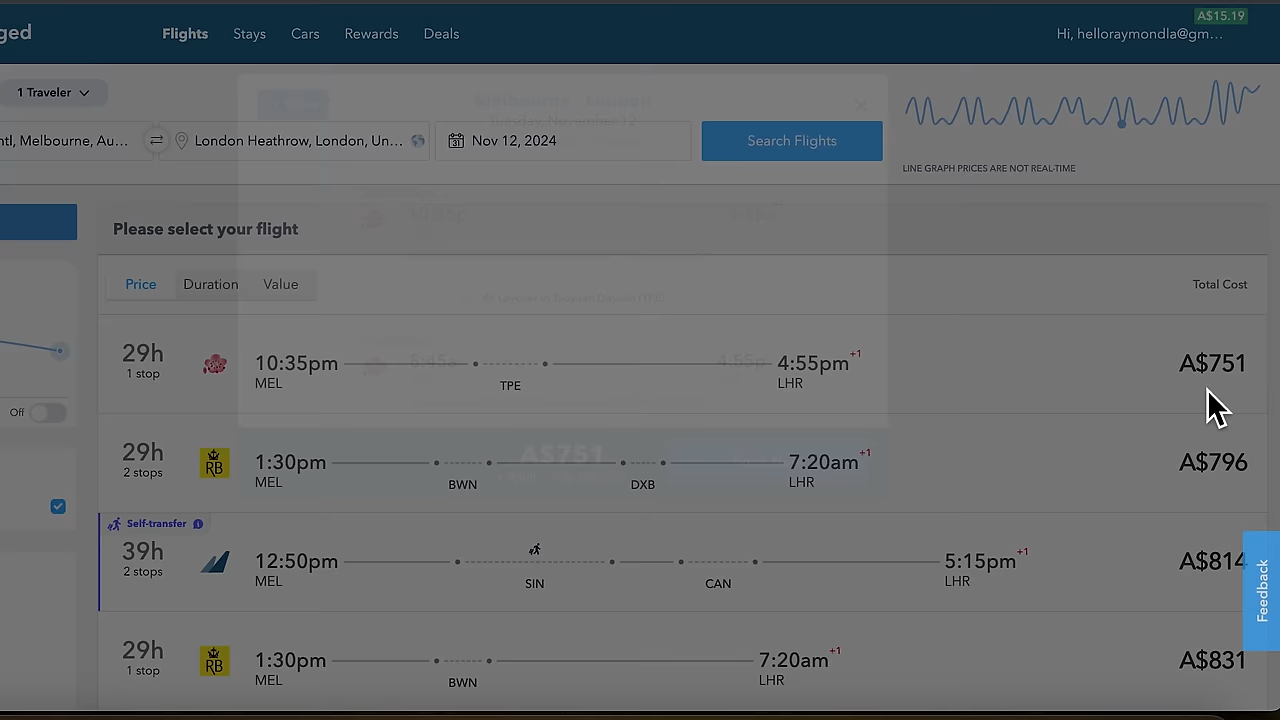 ged
Flights
Stays
Cars
Rewards
Deals
A$15.19
Hi, helloraymondla@gm...
1 Traveler
ntl, Melbourne, Au...
London Heathrow, London, Un...
31
Nov 12, 2024
Search Flights
LINE GRAPH PRICES ARE NOT REAL-TIME
Please select your flight
Price
Duration
Value
Total Cost
29h
1 stop
10:35pm
MEL
TPE
4:55pm+1
LHR
A$751
Off
29h
2 stops
RB
1:30pm
MEL
BWN
DXB
7:20am+1
LHR
A$796
Self-transfer
39h
2 stops
12:50pm
MEL
SIN
CAN
5:15pm+1
LHR
A$814
29h
1 stop
RB
1:30pm
MEL
BWN
7:20am+1
LHR
A$831
Feedback
A$751